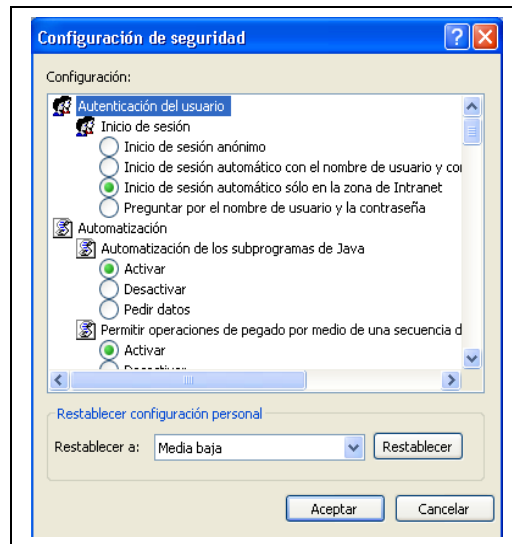 Configuración de seguridad
Configuración:
Autenticación del usuario
Inicio de sesión
Inicio de sesión anónimo
Inicio de sesión automático con el nombre de usuario y co
Inicio de sesión automático sólo en la zona de Intranet
Preguntar por el nombre de usuario y la contraseña
Automatización
Automatización de los subprogramas de Java
Activar
Desactivar
Pedir datos
Permitir operaciones de pegado por medio de una secuencia d
Activar
Desactivar
Restablecer configuración personal
Restablecer a: Media baja Restablecer
Aceptar Cancelar